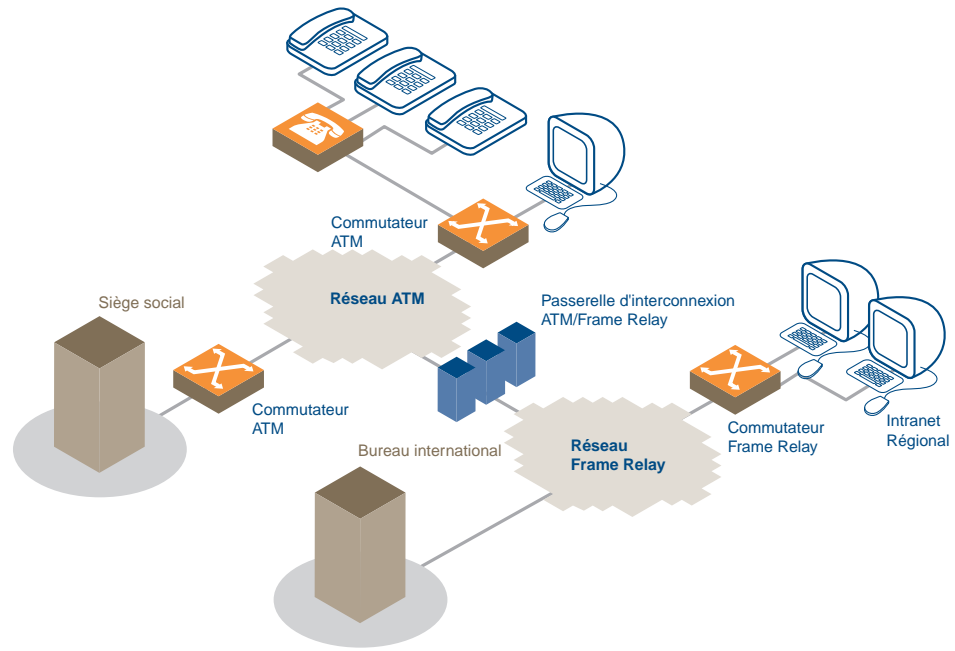 Commutateur
ATM
Siège social
Réseau ATM
Passerelle d'interconnexion
ATM/Frame Relay
Commutateur
ATM
Bureau international
Réseau
Frame Relay
Commutateur
Frame Relay
Intranet
Régional